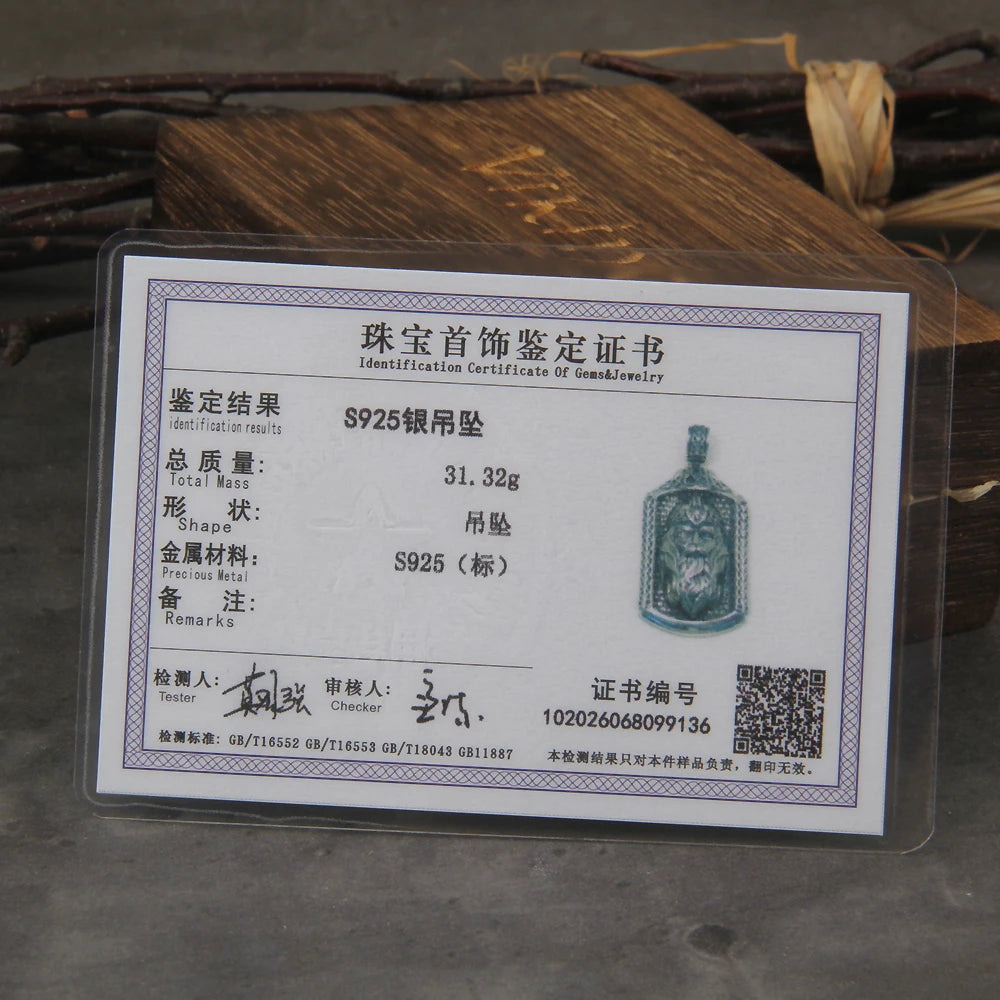 珠宝首饰鉴定证书
Identification Certificate Of Gems&Jewelry
鉴定结果 S925银吊坠
identification results
总质量: 31.32g
Total Mass
形状: 吊坠
Shape
金属材料: S925（标）
Precious Metal
备注:
Remarks
检测人: 审核人:
Tester Checker
证书编号
102026068099136
检测标准: GB/T16552 GB/T16553 GB/T18043 GB11887
本检测结果只对本件样品负责，翻印无效。